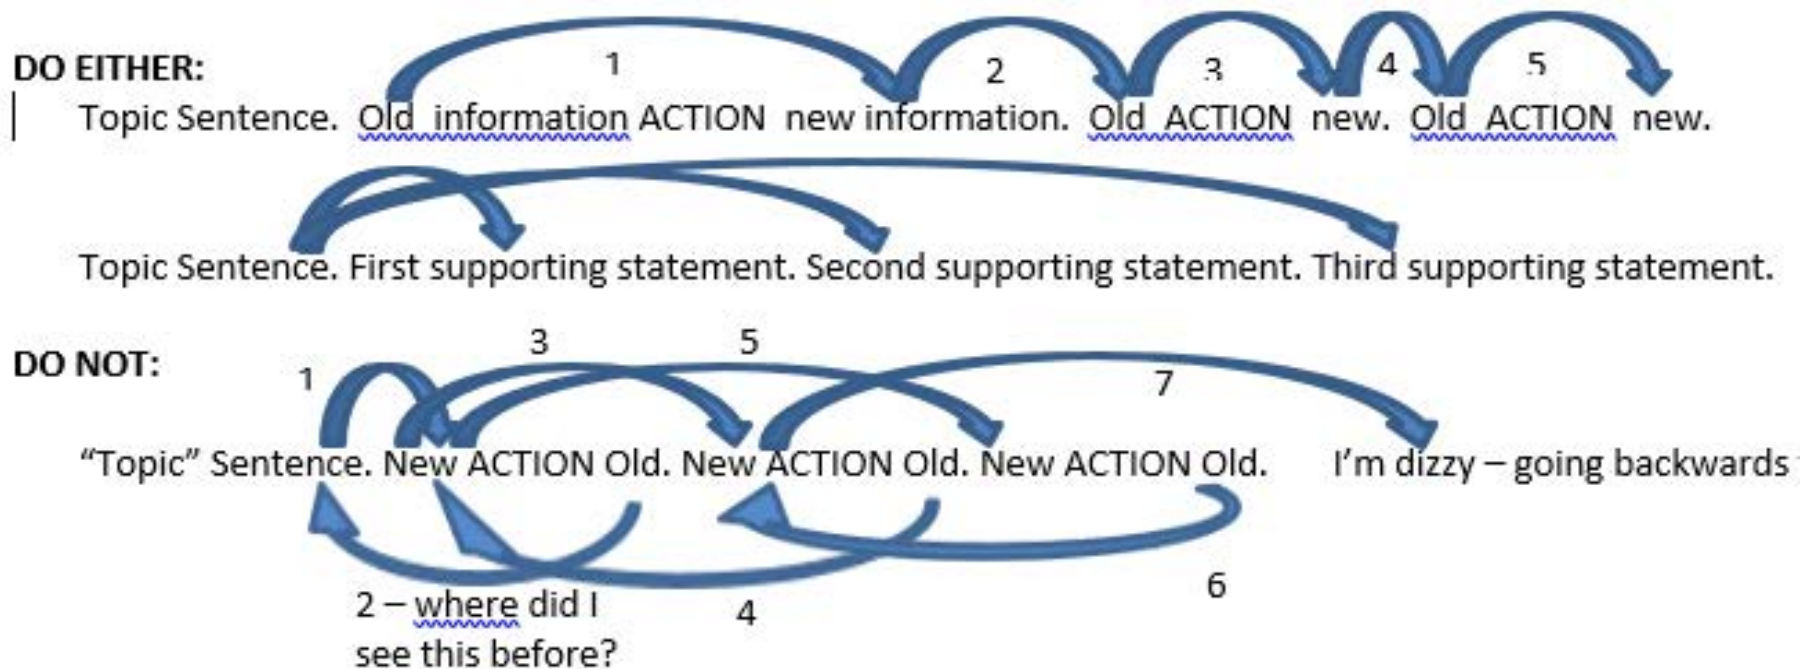 1 2 3 4 5
DO EITHER:
Topic Sentence. Old information ACTION new information. Old ACTION new. Old ACTION new.
Topic Sentence. First supporting statement. Second supporting statement. Third supporting statement.
3 5
DO NOT:
1 7
“Topic” Sentence. New ACTION Old. New ACTION Old. New ACTION Old. I’m dizzy – going backwards
6
2 – where did I 4
see this before?